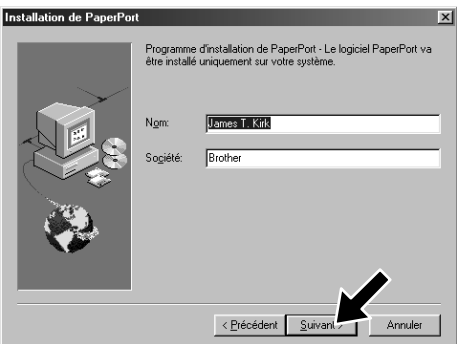 Installation de PaperPort
Programme d'installation de PaperPort - Le logiciel PaperPort va
être installé uniquement sur votre système.
Nom: James T. Kirk
Société: Brother
< Précédent Suivant > Annuler